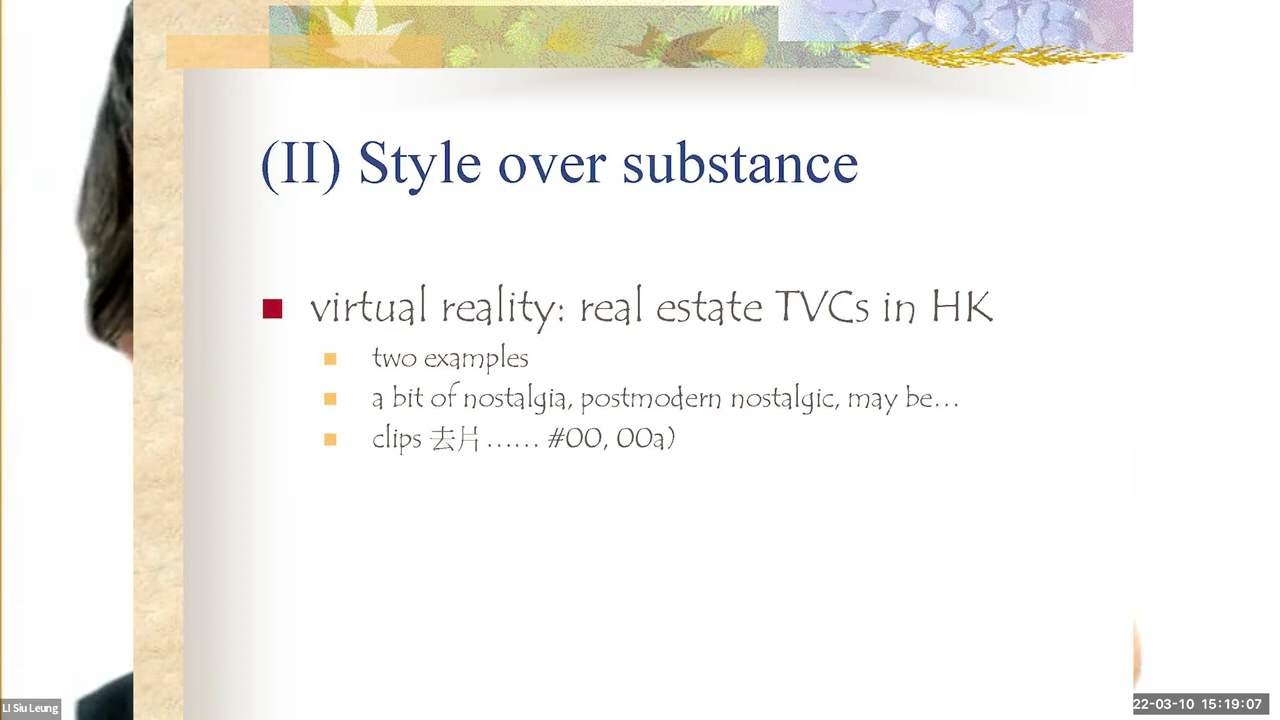 (II) Style over substance
virtual reality: real estate TVCs in HK
two examples
a bit of nostalgia, postmodern nostalgic, may be…
clips 去片…… #00, 00a)
LI Siu Leung
22-03-10 15:19:07